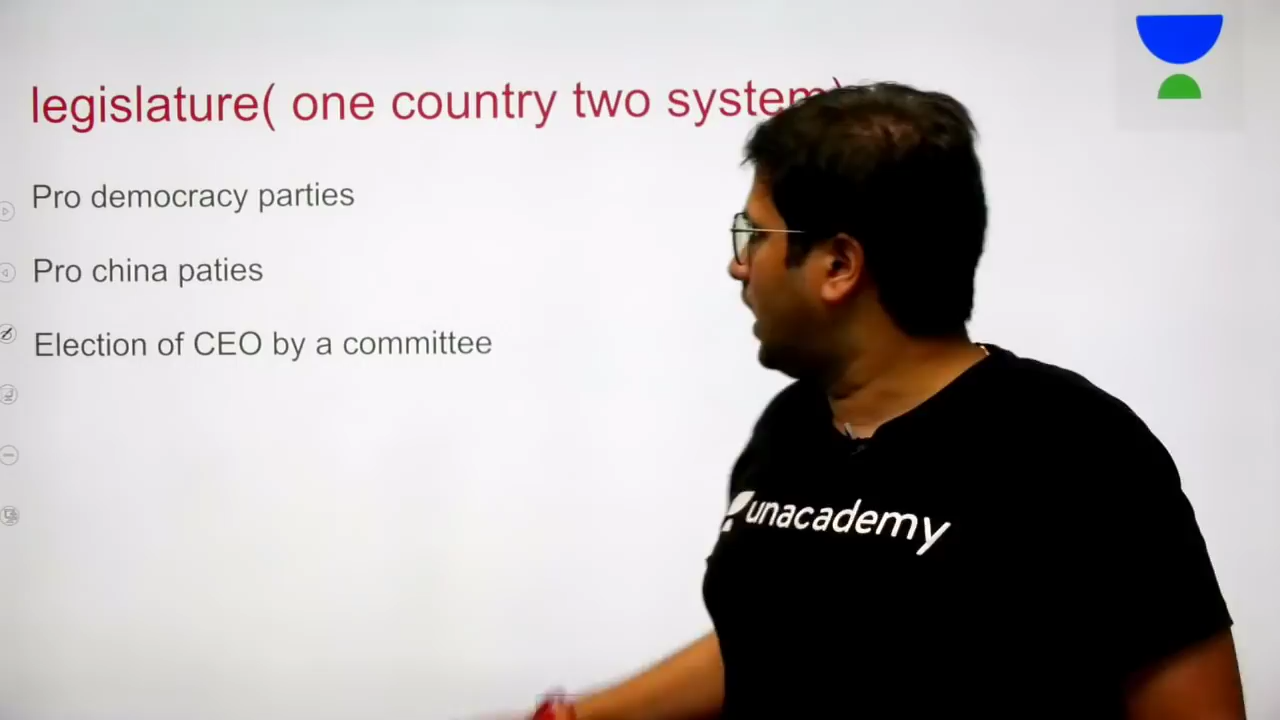 legislature( one country two system)
Pro democracy parties
Pro china paties
Election of CEO by a committee
unacademy